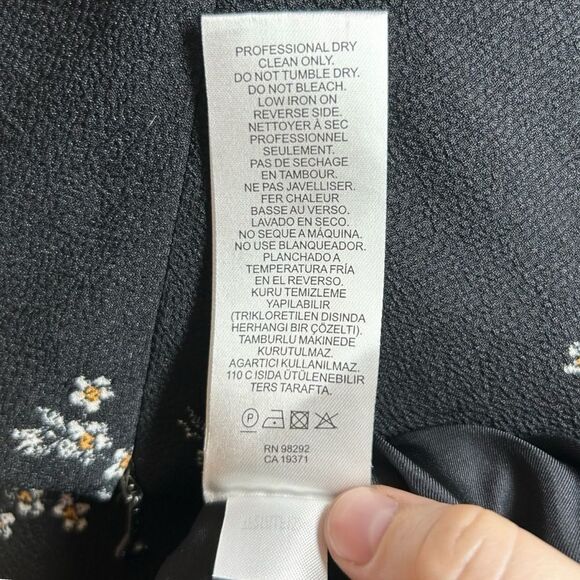 PROFESSIONAL DRY
CLEAN ONLY.
DO NOT TUMBLE DRY.
DO NOT BLEACH.
LOW IRON ON
REVERSE SIDE.
NETTOYER À SEC
PROFESSIONNEL
SEULEMENT.
PAS DE SECHAGE
EN TAMBOUR.
NE PAS JAVELLISER.
FER CHALEUR
BASSE AU VERSO.
LAVADO EN SECO.
NO SEQUE A MÁQUINA.
NO USE BLANQUEADOR.
PLANCHADO A
TEMPERATURA FRÍA
EN EL REVERSO.
KURU TEMIZLEME
YAPILABILIR
(TRIKLORETILEN DISINDA
HERHANGI BIR ÇÖZELTI).
TAMBURLU MAKINEDE
KURUTULMAZ.
AGARTICI KULLANILMAZ.
110 C ISIDA ÜTÜLENEBILIR
TERS TARAFTA.
P
RN 98292
CA 19371